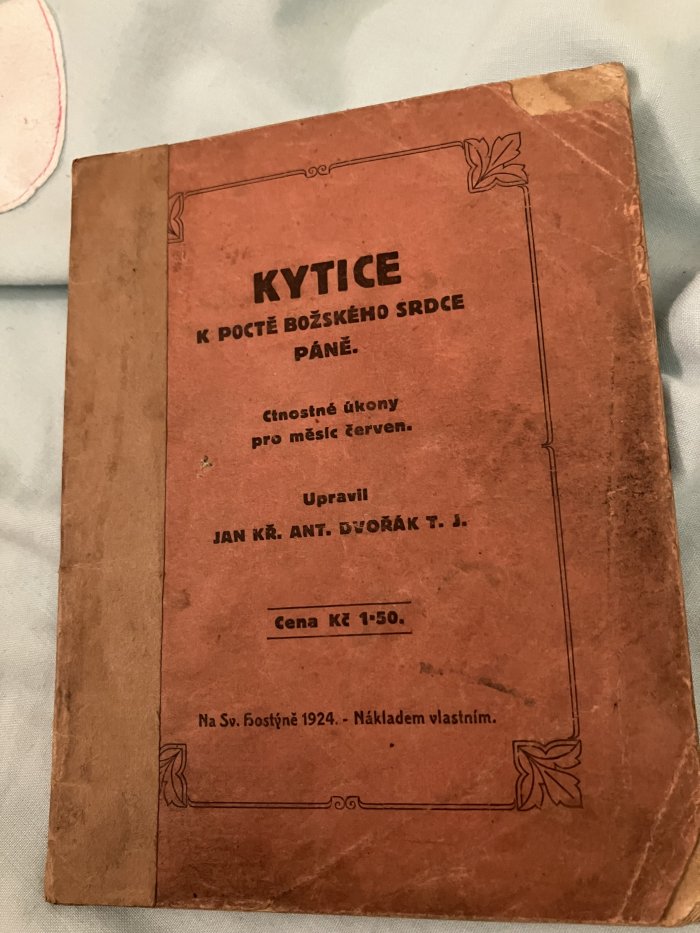 KYTICE
K POCTĚ BOŽSKÉHO SRDCE
PÁNĚ.
Ctnostné úkony
pro měsíc červen.
Upravil
JAN KŘ. ANT. DVOŘÁK T. J.
Cena Kč 1·50.
Na Sv. Hostýně 1924. - Nákladem vlastním.